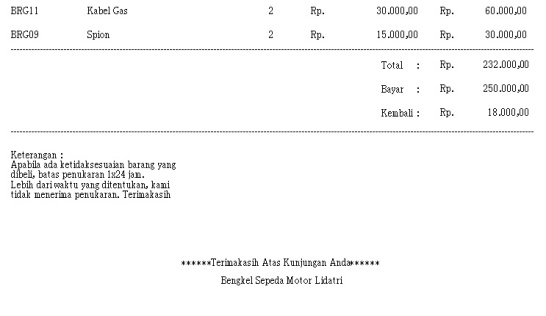 BRG11 Kabel Gas 2 Rp. 30.000,00 Rp. 60.000,00
BRG09 Spion 2 Rp. 15.000,00 Rp. 30.000,00
Total : Rp. 232.000,00
Bayar : Rp. 250.000,00
Kembali : Rp. 18.000,00
Keterangan :
Apabila ada ketidaksesuaian barang yang
dibeli, batas penukaran 1x24 jam.
Lebih dari waktu yang ditentukan, kami
tidak menerima penukaran. Terimakasih
******Terimakasih Atas Kunjungan Anda******
Bengkel Sepeda Motor Lidatri